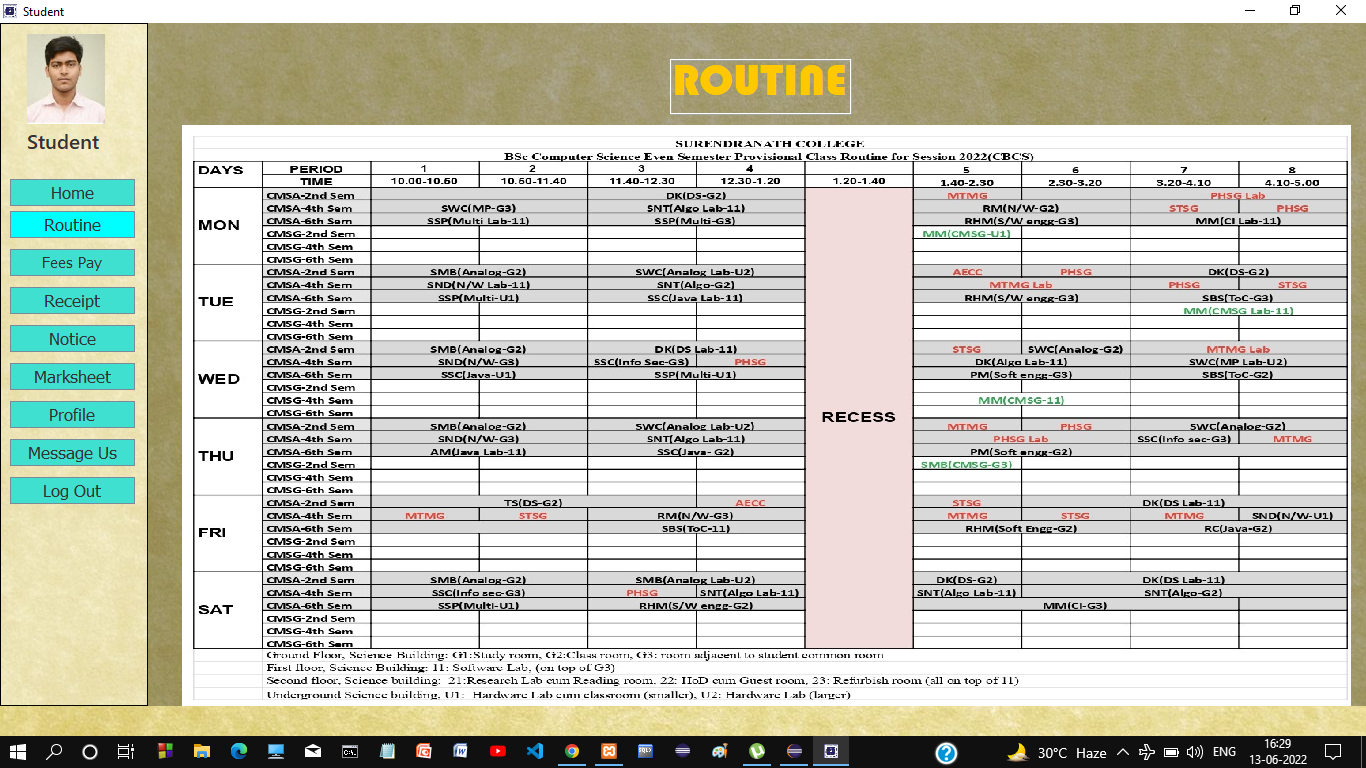 Student
ROUTINE
Student
Home
Routine
Fees Pay
Receipt
Notice
Marksheet
Profile
Message Us
Log Out
SURENDRANATH COLLEGE
BSc Computer Science Even Semester Provisional Class Routine for Session 2022(CBCS)
DAYS PERIOD 1 2 3 4 5 6 7 8
TIME 10.00-10.50 10.50-11.40 11.40-12.30 12.30-1.20 1.20-1.40 1.40-2.30 2.30-3.20 3.20-4.10 4.10-5.00
MON
CMSA-2nd Sem DK(DS-G2) MTMG PHSG Lab
CMSA-4th Sem SWC(MP-G3) SNT(Algo Lab-11) RM(N/W-G2) STSG PHSG
CMSA-6th Sem SSP(Multi Lab-11) SSP(Multi-G3) RHM(S/W engg-G3) MM(CI Lab-11)
CMSG-2nd Sem MM(CMSG-U1)
CMSG-4th Sem
CMSG-6th Sem
TUE
CMSA-2nd Sem SMB(Analog-G2) SWC(Analog Lab-U2) AECC PHSG DK(DS-G2)
CMSA-4th Sem SND(N/W Lab-11) SNT(Algo-G2) MTMG Lab PHSG STSG
CMSA-6th Sem SSP(Multi-U1) SSC(Java Lab-11) RHM(S/W engg-G3) SBS(ToC-G3)
CMSG-2nd Sem MM(CMSG Lab-11)
CMSG-4th Sem
CMSG-6th Sem
WED
CMSA-2nd Sem SMB(Analog-G2) DK(DS Lab-11) STSG SWC(Analog-G2) MTMG Lab
CMSA-4th Sem SND(N/W-G3) SSC(Info Sec-G3) PHSG DK(Algo Lab-11) SWC(MP Lab-U2)
CMSA-6th Sem SSC(Java-U1) SSP(Multi-U1) PM(Soft engg-G3) SBS(ToC-G2)
CMSG-2nd Sem
CMSG-4th Sem MM(CMSG-11)
CMSG-6th Sem
RECESS
THU
CMSA-2nd Sem SMB(Analog-G2) SWC(Analog Lab-U2) MTMG PHSG SWC(Analog-G2)
CMSA-4th Sem SND(N/W-G3) SNT(Algo Lab-11) PHSG Lab SSC(Info sec-G3) MTMG
CMSA-6th Sem AM(Java Lab-11) SSC(Java- G2) PM(Soft engg-G2)
CMSG-2nd Sem SMB(CMSG-G3)
CMSG-4th Sem
CMSG-6th Sem
FRI
CMSA-2nd Sem TS(DS-G2) AECC STSG DK(DS Lab-11)
CMSA-4th Sem MTMG STSG RM(N/W-G3) MTMG STSG MTMG SND(N/W-U1)
CMSA-6th Sem SBS(ToC-11) RHM(Soft Engg-G2) RC(Java-G2)
CMSG-2nd Sem
CMSG-4th Sem
CMSG-6th Sem
SAT
CMSA-2nd Sem SMB(Analog-G2) SMB(Analog Lab-U2) DK(DS-G2) DK(DS Lab-11)
CMSA-4th Sem SSC(Info sec-G3) PHSG SNT(Algo Lab-11) SNT(Algo Lab-11) SNT(Algo-G2)
CMSA-6th Sem SSP(Multi-U1) RHM(S/W engg-G2) MM(CI-G3)
CMSG-2nd Sem
CMSG-4th Sem
CMSG-6th Sem
Ground Floor, Science Building: G1:Study room, G2:Class room, G3: room adjacent to student common room
First floor, Science Building: 11: Software Lab, (on top of G3)
Second floor, Science building: 21:Research Lab cum Reading room, 22: HoD cum Guest room, 23: Refurbish room (all on top of 11)
Underground Science building, U1: Hardware Lab cum classroom (smaller), U2: Hardware Lab (larger)
30°C Haze ENG 16:29
13-06-2022